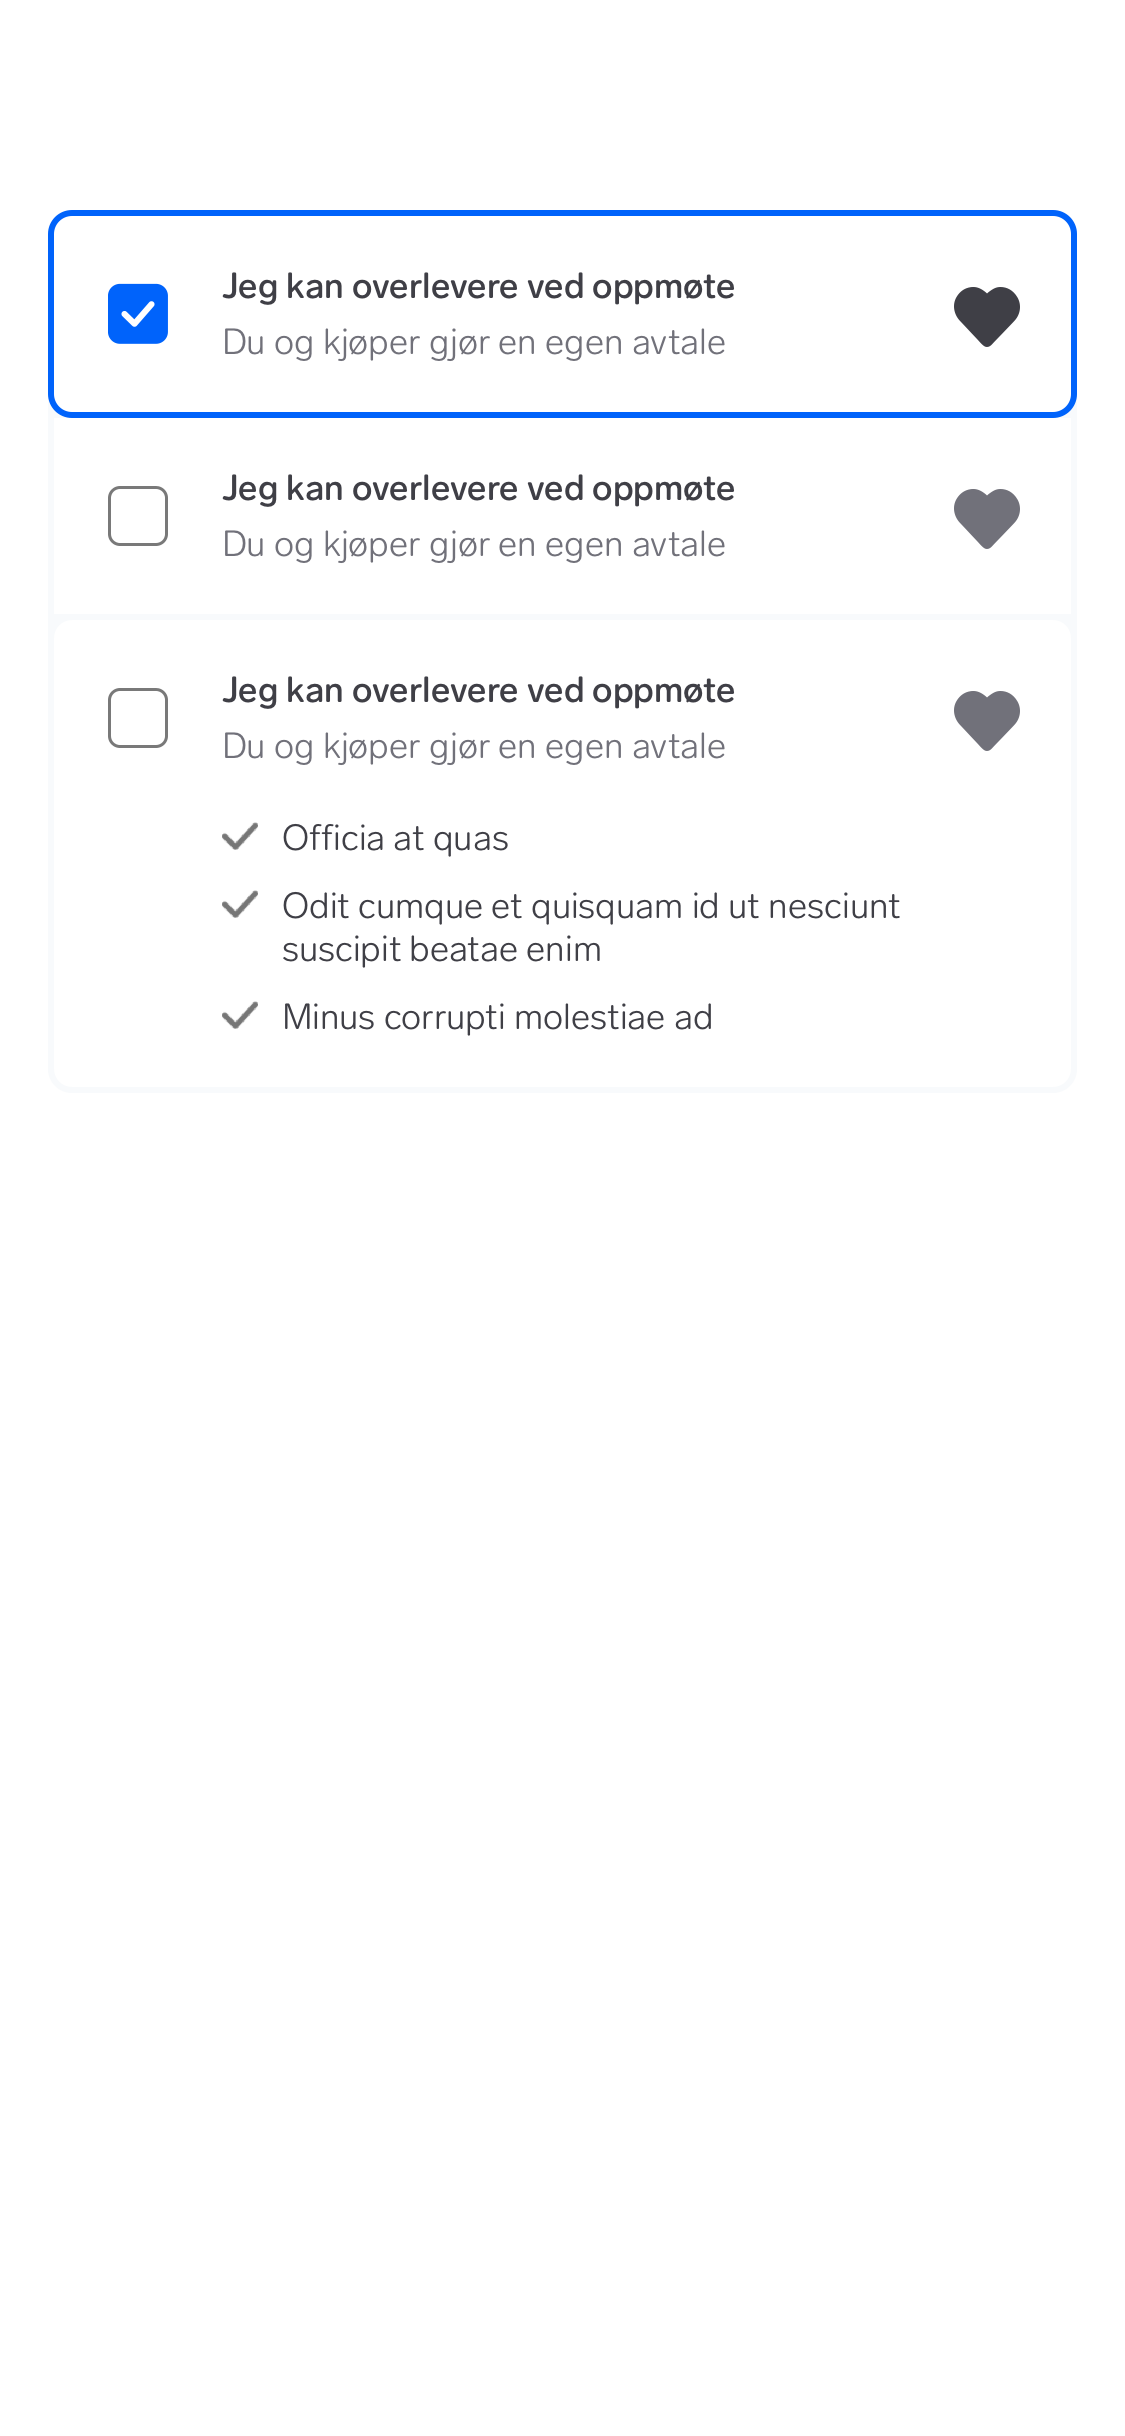 Jeg kan overlevere ved oppmøte
Du og kjøper gjør en egen avtale
Jeg kan overlevere ved oppmøte
Du og kjøper gjør en egen avtale
Jeg kan overlevere ved oppmøte
Du og kjøper gjør en egen avtale
Officia at quas
Odit cumque et quisquam id ut nesciunt
suscipit beatae enim
Minus corrupti molestiae ad